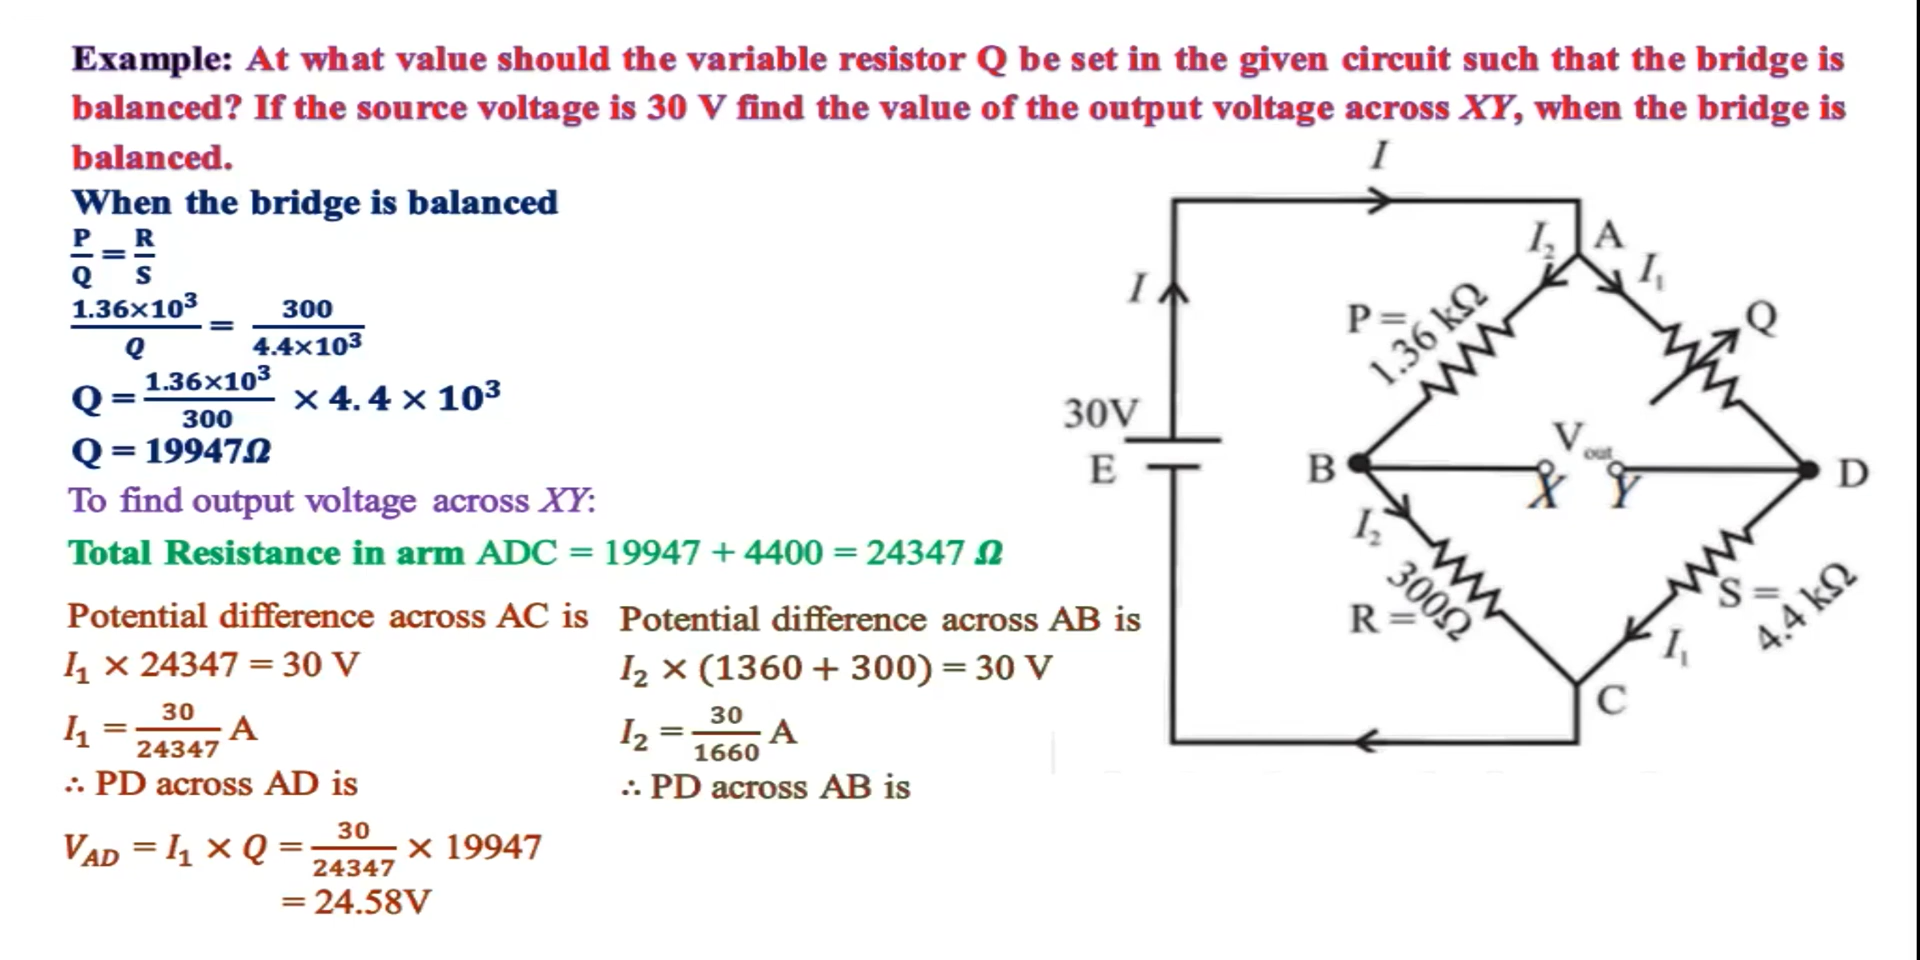 Example: At what value should the variable resistor Q be set in the given circuit such that the bridge is
balanced? If the source voltage is 30 V find the value of the output voltage across XY, when the bridge is
balanced.
When the bridge is balanced
P/Q = R/S
1.36×10³/Q = 300/4.4×10³
Q = 1.36×10³/300 × 4.4 × 10³
Q = 19947Ω
To find output voltage across XY:
Total Resistance in arm ADC = 19947 + 4400 = 24347 Ω
Potential difference across AC is
I₁ × 24347 = 30 V
I₁ = 30/24347 A
∴ PD across AD is
V_AD = I₁ × Q = 30/24347 × 19947
= 24.58V
Potential difference across AB is
I₂ × (1360 + 300) = 30 V
I₂ = 30/1660 A
∴ PD across AB is
I
I₂
A
I₁
I
P =
1.36 kΩ
Q
30V
E
B
V_out
X
Y
D
I₂
R =
300Ω
S =
4.4 kΩ
I₁
C